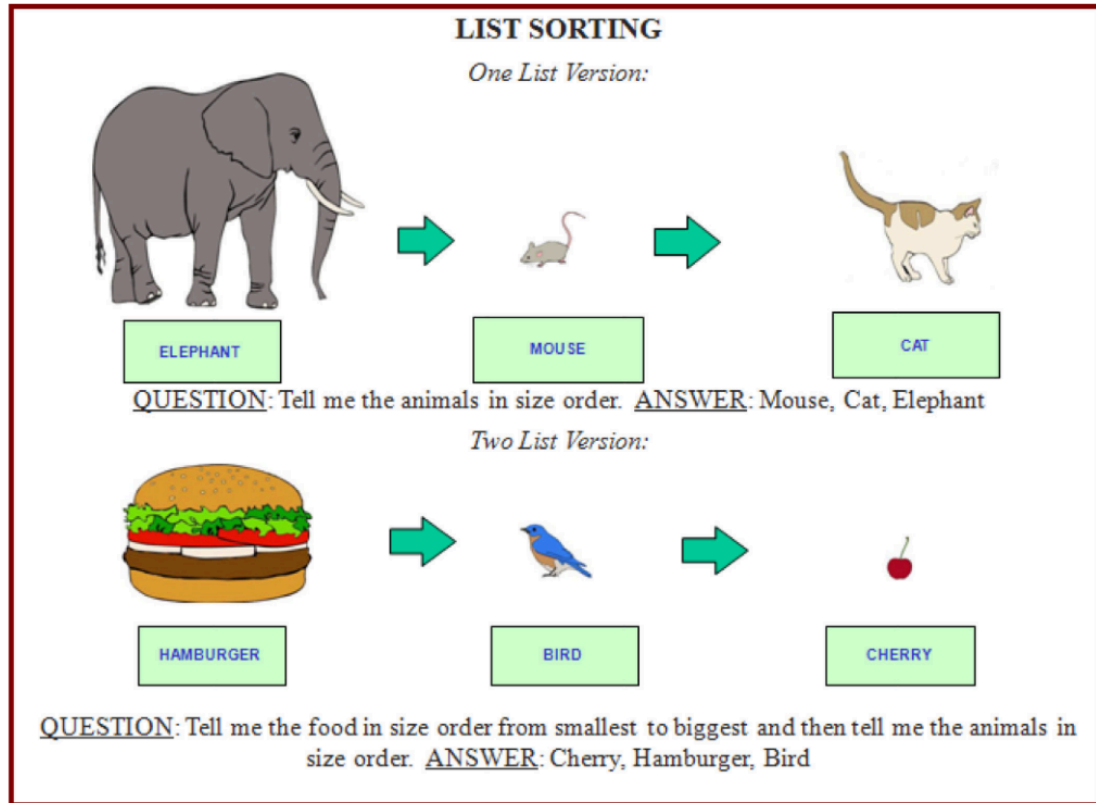 LIST SORTING
One List Version:
ELEPHANT
MOUSE
CAT
QUESTION: Tell me the animals in size order. ANSWER: Mouse, Cat, Elephant
Two List Version:
HAMBURGER
BIRD
CHERRY
QUESTION: Tell me the food in size order from smallest to biggest and then tell me the animals in
size order. ANSWER: Cherry, Hamburger, Bird